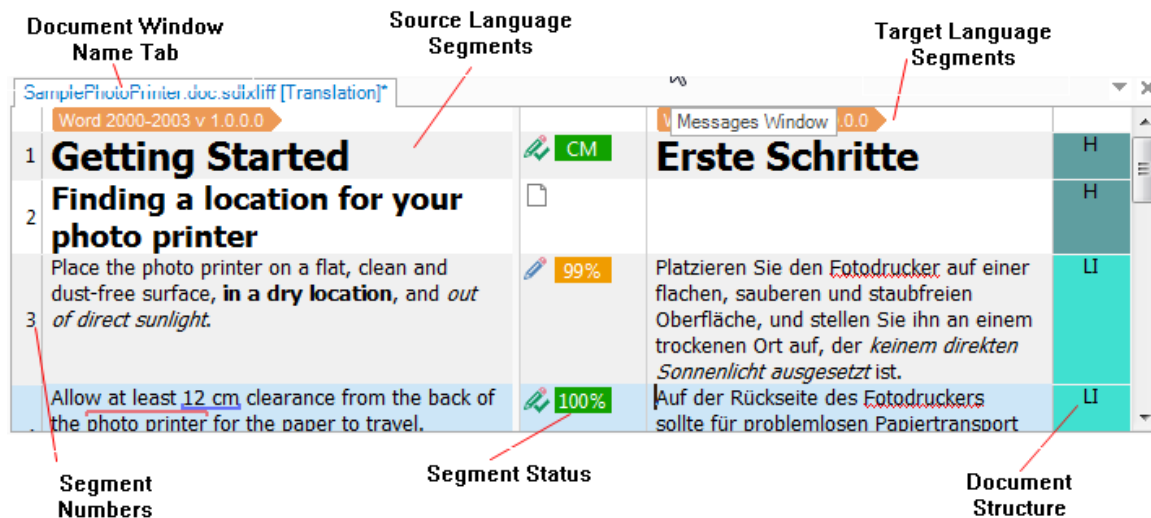 Document Window
Name Tab
Source Language
Segments
Target Language
Segments
SamplePhotoPrinter.doc.sdlxliff [Translation]*
Word 2000-2003 v 1.0.0.0
Messages Window
.0.0
1
Getting Started
CM
Erste Schritte
H
2
Finding a location for your
photo printer
H
3
Place the photo printer on a flat, clean and
dust-free surface, in a dry location, and out
of direct sunlight.
99%
Platzieren Sie den Fotodrucker auf einer
flachen, sauberen und staubfreien
Oberfläche, und stellen Sie ihn an einem
trockenen Ort auf, der keinem direkten
Sonnenlicht ausgesetzt ist.
LI
Allow at least 12 cm clearance from the back of
the photo printer for the paper to travel.
100%
Auf der Rückseite des Fotodruckers
sollte für problemlosen Papiertransport
LI
Segment
Numbers
Segment Status
Document
Structure